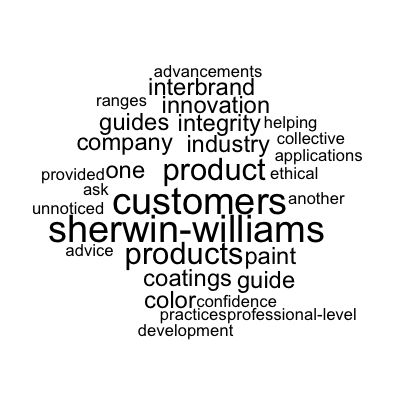 advancements
interbrand
ranges innovation
guides integrity helping
company industry collective
applications
provided one product ethical
ask
unnoticed customers another
sherwin-williams
advice products paint
coatings guide
color confidence
practices professional-level
development